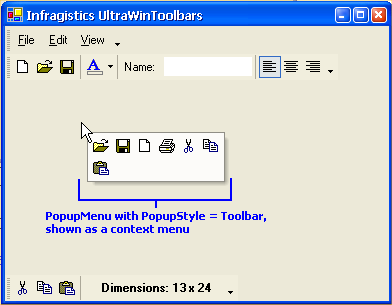 Infragistics UltraWinToolbars
File Edit View
A Name:
PopupMenu with PopupStyle = Toolbar,
shown as a context menu
Dimensions: 13 x 24